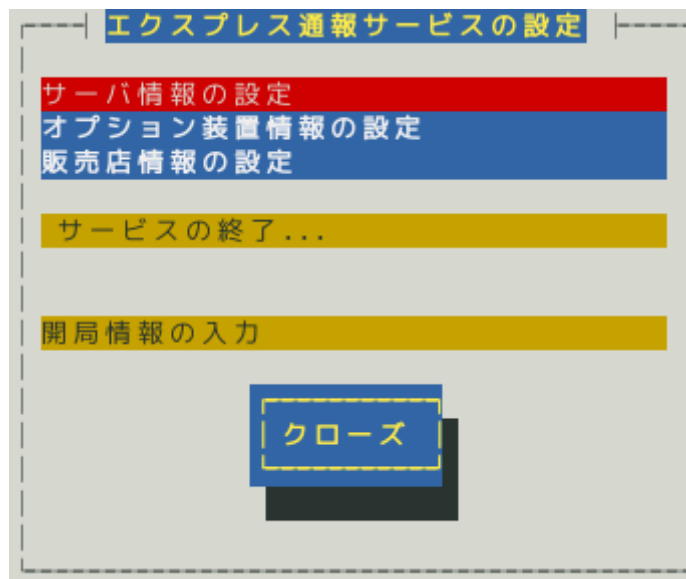 エクスプレス通報サービスの設定
サーバ情報の設定
オプション装置情報の設定
販売店情報の設定
サービスの終了...
開局情報の入力
クローズ